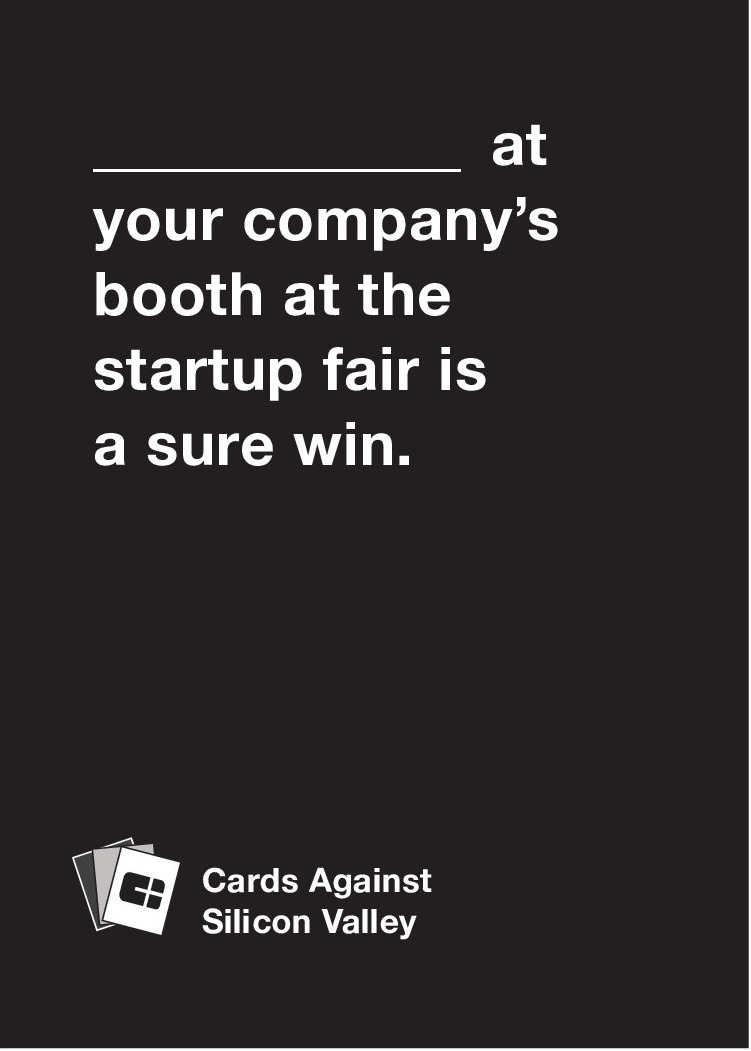 ____________ at
your company’s
booth at the
startup fair is
a sure win.
Cards Against
Silicon Valley